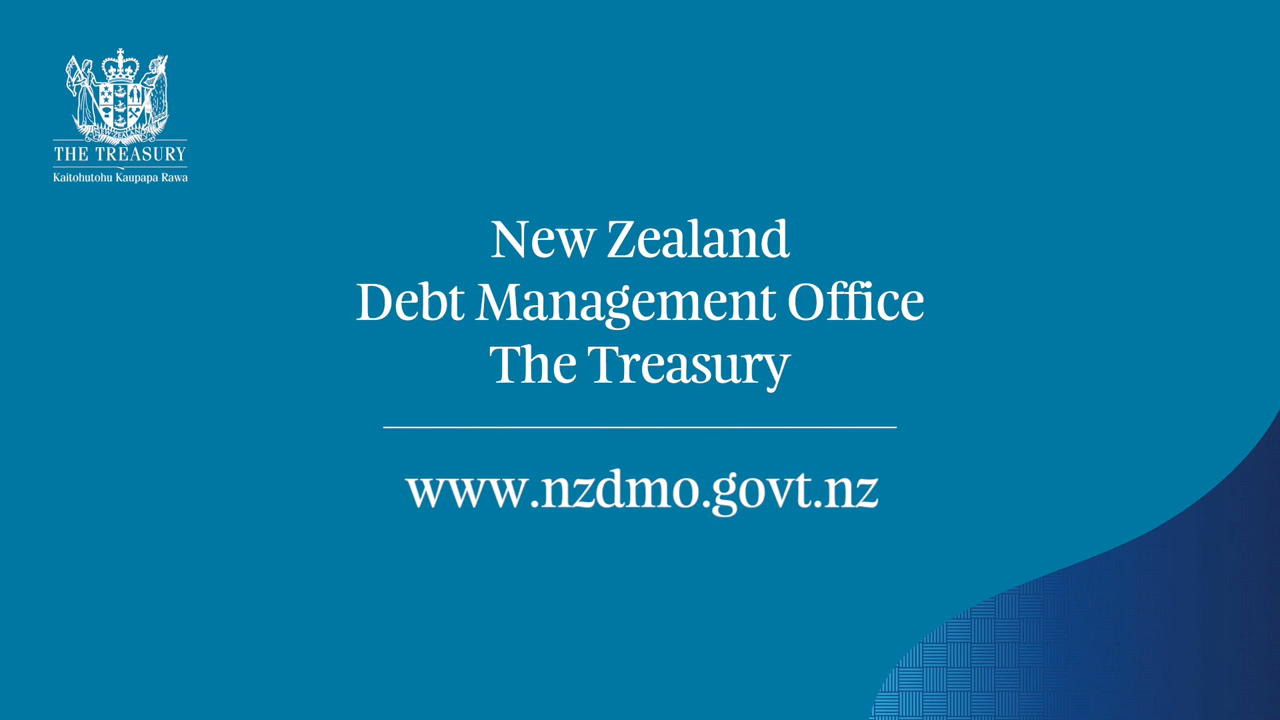 THE TREASURY
Kaitohutohu Kaupapa Rawa
New Zealand
Debt Management Office
The Treasury
www.nzdmo.govt.nz